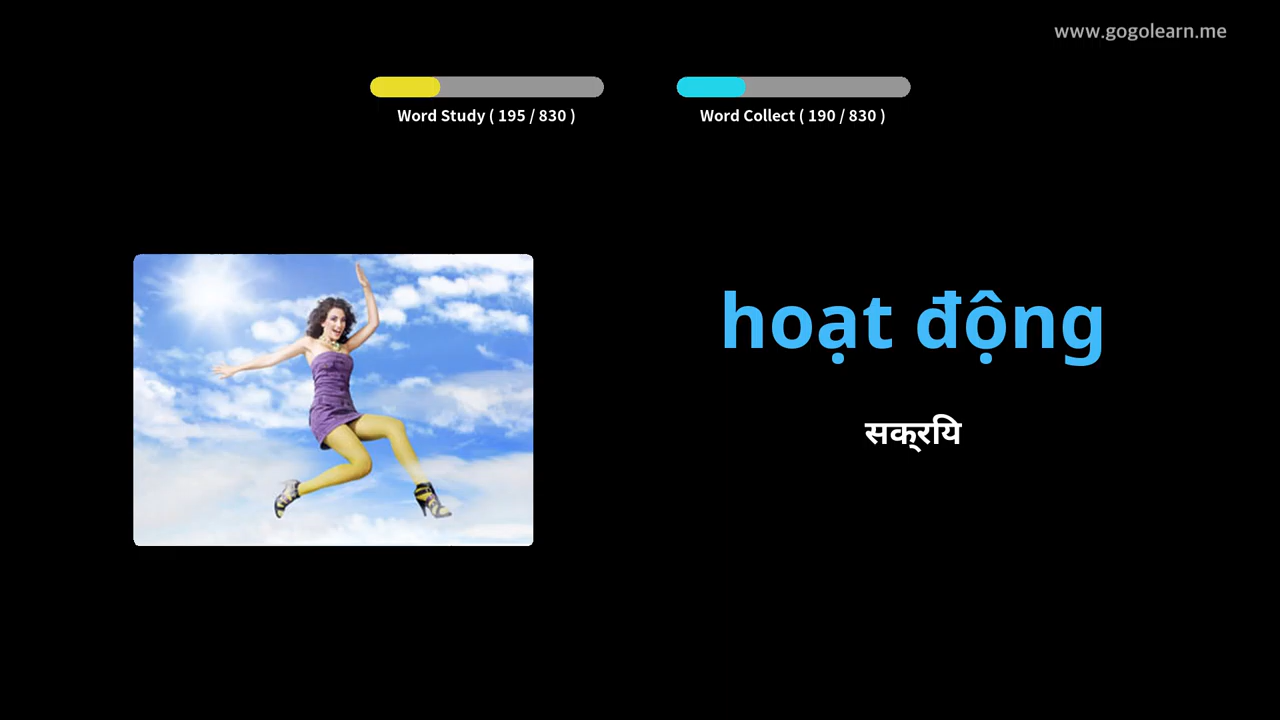 www.gogolearn.me
Word Study ( 195 / 830 )
Word Collect ( 190 / 830 )
hoạt động
सक्रिय